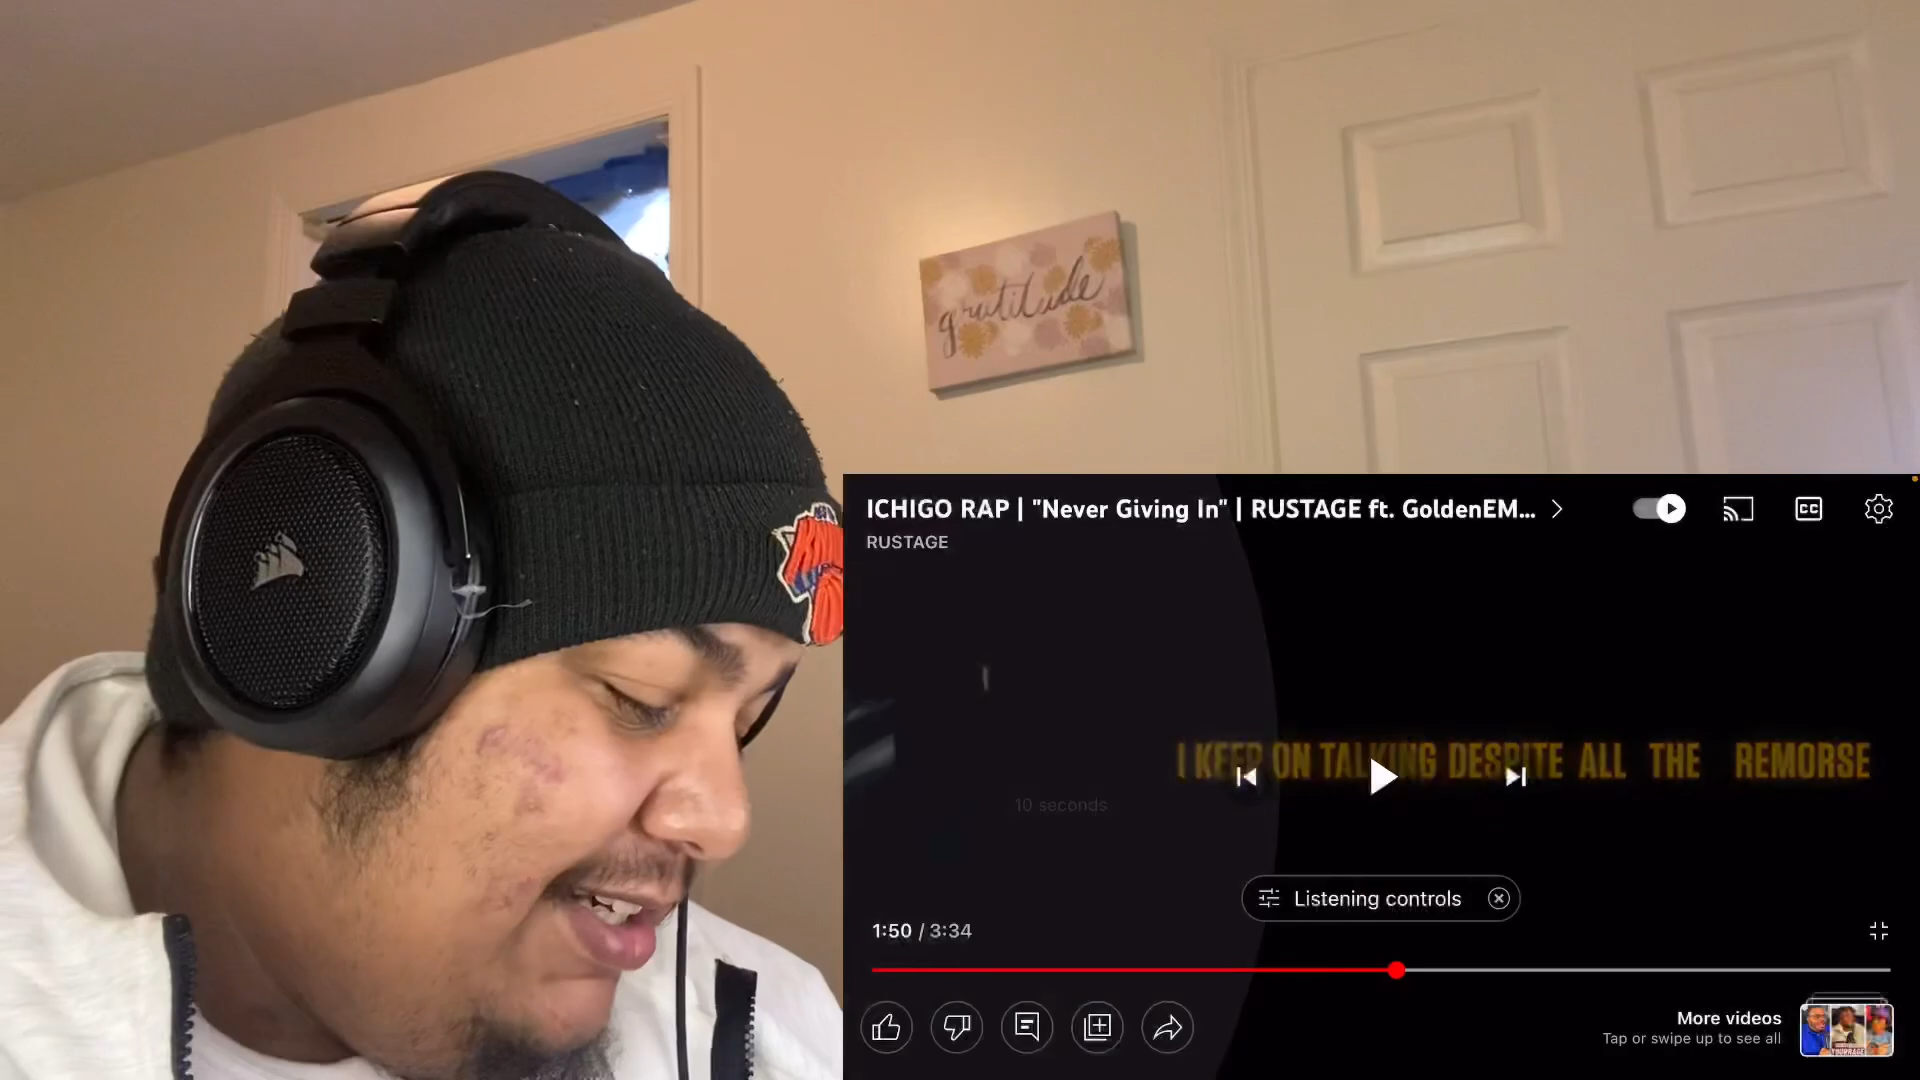 gratitude
ICHIGO RAP | "Never Giving In" | RUSTAGE ft. GoldenEM...
RUSTAGE
CC
I KEEP ON TALKING DESPITE ALL THE REMORSE
10 seconds
Listening controls
1:50 / 3:34
More videos
Tap or swipe up to see all